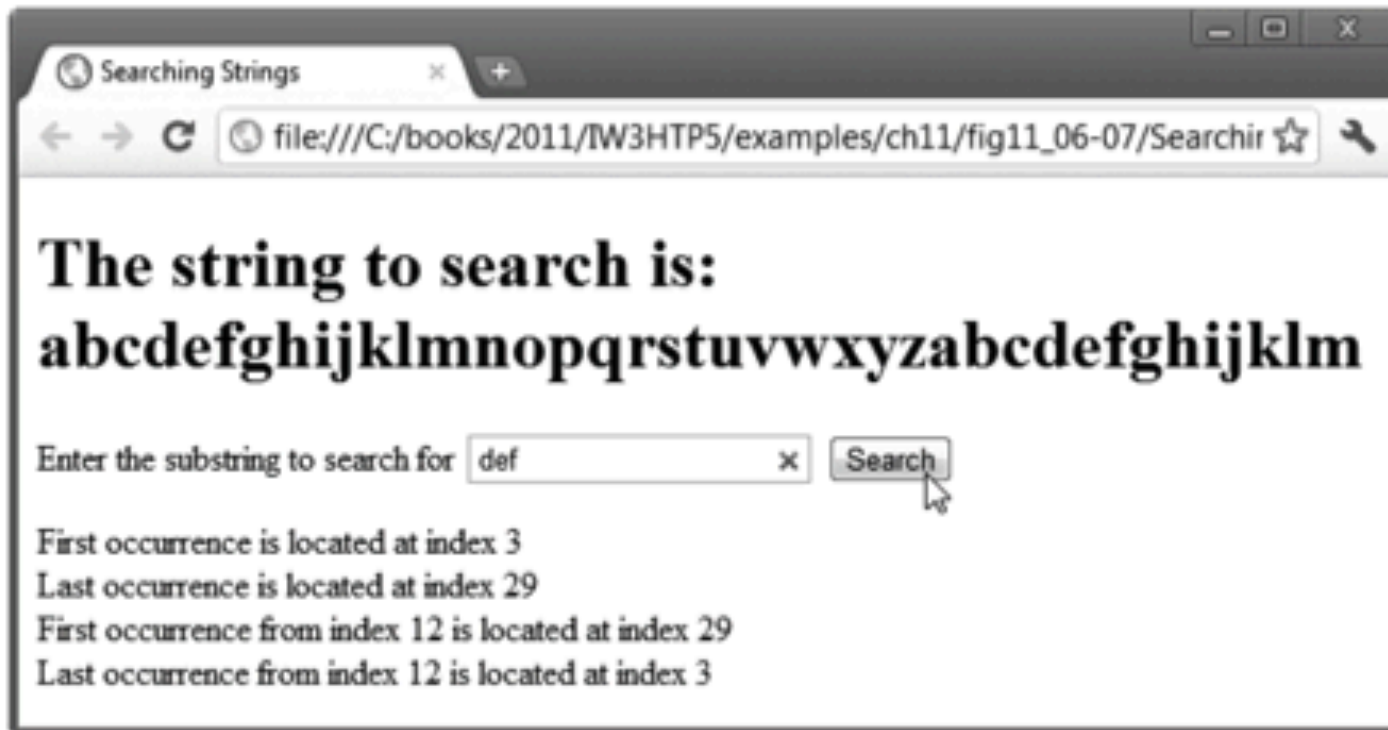 Searching Strings
file:///C:/books/2011/IW3HTP5/examples/ch11/fig11_06-07/Searchin
The string to search is:
abcdefghijklmnopqrstuvwxyzabcdefghijklm
Enter the substring to search for def Search
First occurrence is located at index 3
Last occurrence is located at index 29
First occurrence from index 12 is located at index 29
Last occurrence from index 12 is located at index 3